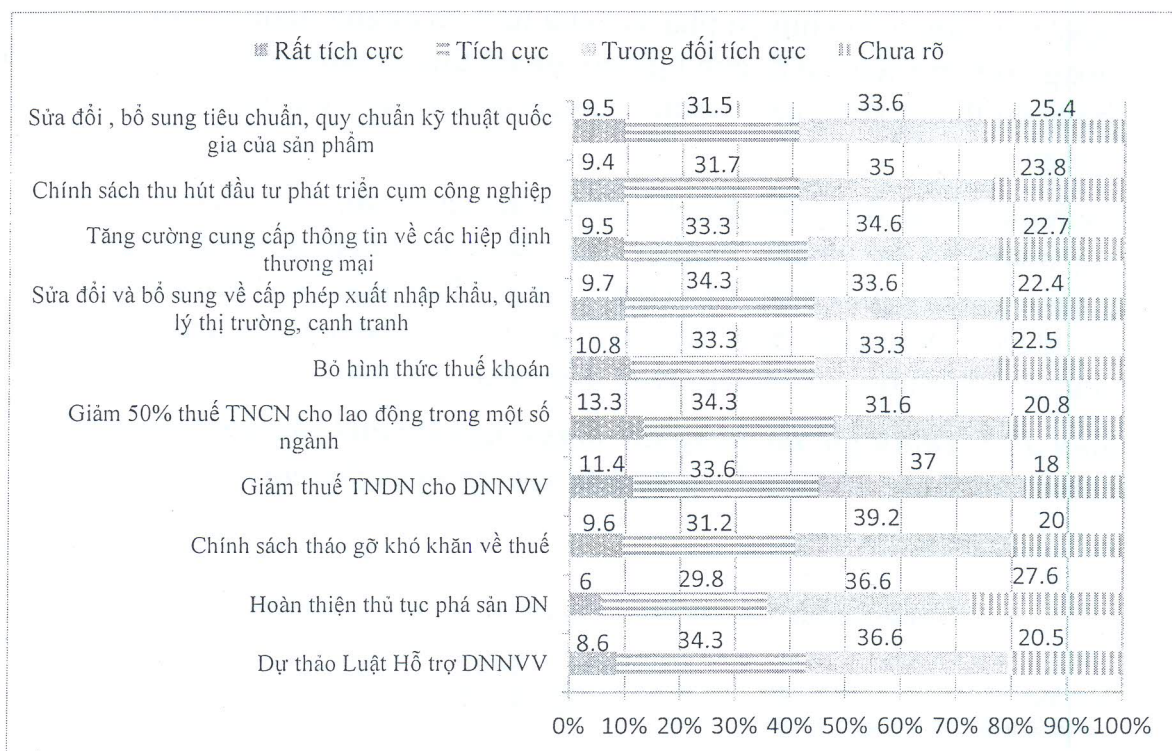 Rất tích cực Tích cực Tương đối tích cực Chưa rõ
9.5 31.5 33.6 25.4
Sửa đổi , bổ sung tiêu chuẩn, quy chuẩn kỹ thuật quốc
gia của sản phẩm
9.4 31.7 35 23.8
Chính sách thu hút đầu tư phát triển cụm công nghiệp
9.5 33.3 34.6 22.7
Tăng cường cung cấp thông tin về các hiệp định
thương mại
9.7 34.3 33.6 22.4
Sửa đổi và bổ sung về cấp phép xuất nhập khẩu, quản
lý thị trường, cạnh tranh
10.8 33.3 33.3 22.5
Bỏ hình thức thuế khoán
13.3 34.3 31.6 20.8
Giảm 50% thuế TNCN cho lao động trong một số
ngành
11.4 33.6 37 18
Giảm thuế TNDN cho DNNVV
9.6 31.2 39.2 20
Chính sách tháo gỡ khó khăn về thuế
6 29.8 36.6 27.6
Hoàn thiện thủ tục phá sản DN
8.6 34.3 36.6 20.5
Dự thảo Luật Hỗ trợ DNNVV
0% 10% 20% 30% 40% 50% 60% 70% 80% 90% 100%